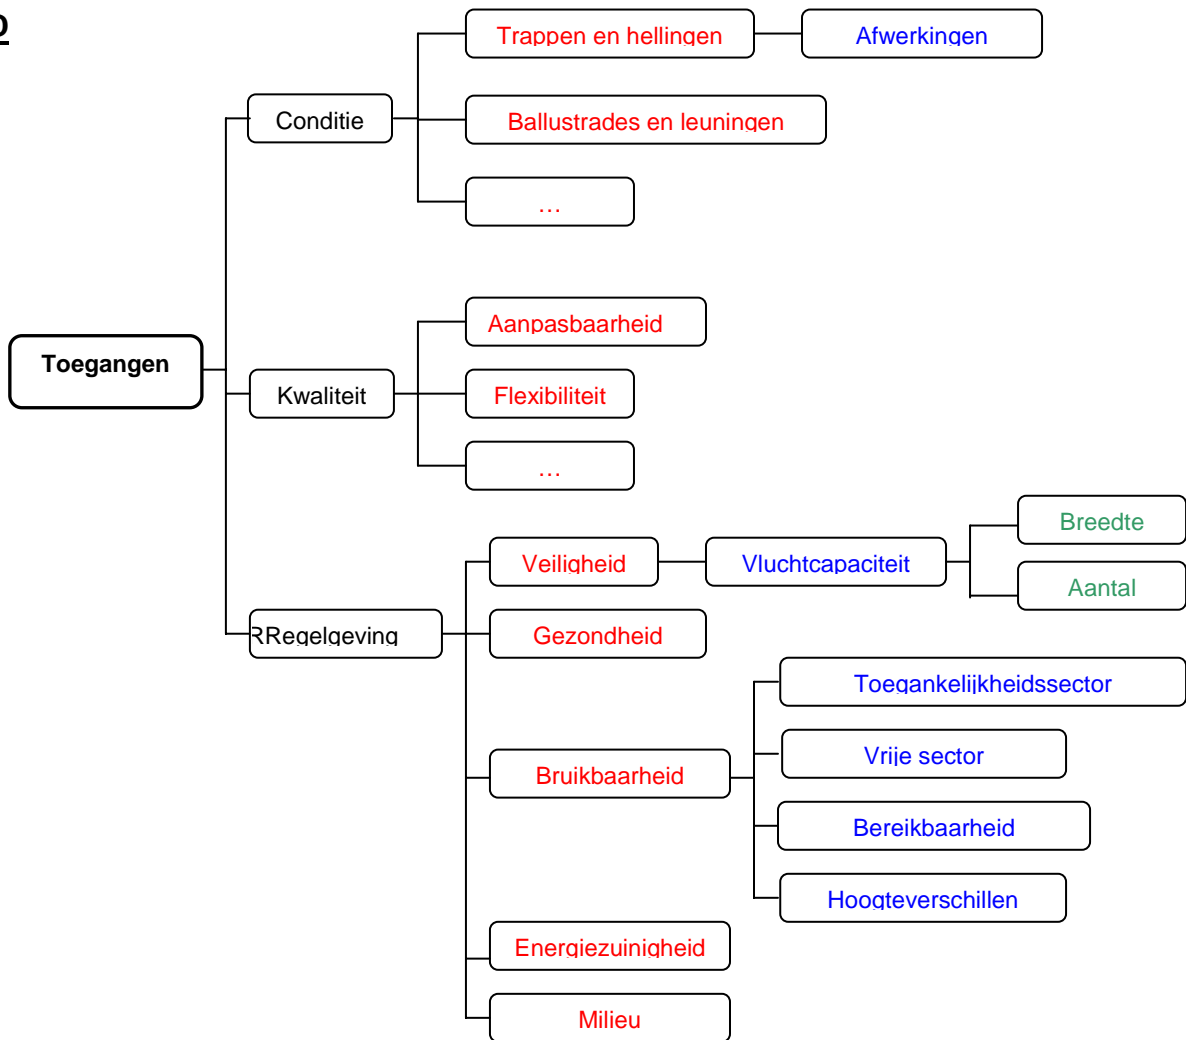 Trappen en hellingen
Afwerkingen
Conditie
Ballustrades en leuningen
...
Toegangen
Kwaliteit
Aanpasbaarheid
Flexibiliteit
...
RRegelgeving
Veiligheid
Vluchtcapaciteit
Breedte
Aantal
Gezondheid
Bruikbaarheid
Toegankelijkheidssector
Vrije sector
Bereikbaarheid
Hoogteverschillen
Energiezuinigheid
Milieu